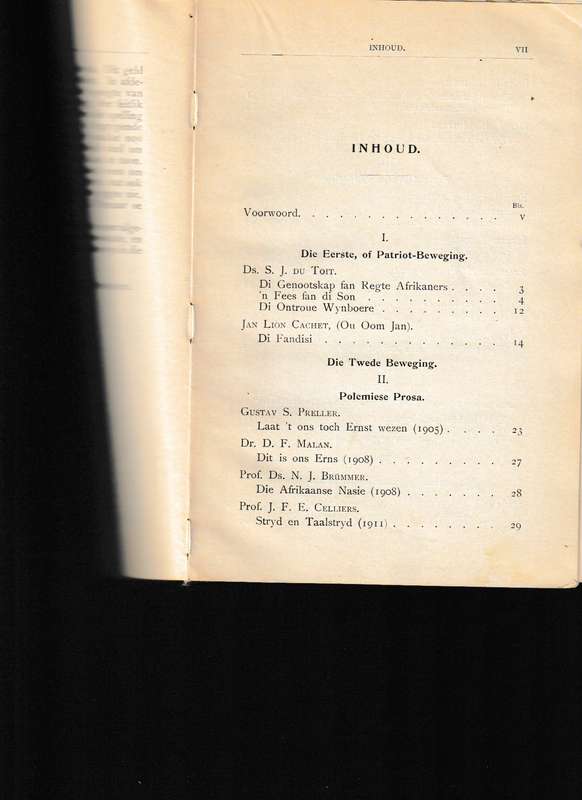 INHOUD. VII
INHOUD.
Blz.
Voorwoord. . . . . . . . . . . . . . . V
I.
Die Eerste, of Patriot-Beweging.
Ds. S. J. DU TOIT.
Di Genootskap fan Regte Afrikaners . . . . 3
'n Fees fan di Son . . . . . . . . . . 4
Di Ontroue Wynboere . . . . . . . . . 12
JAN LION CACHET, (Ou Oom Jan).
Di Fandisi . . . . . . . . . . . . . 14
Die Twede Beweging.
II.
Polemiese Prosa.
GUSTAV S. PRELLER.
Laat 't ons toch Ernst wezen (1905) . . . . 23
Dr. D. F. MALAN.
Dit is ons Erns (1908) . . . . . . . . . 27
Prof. Ds. N. J. BRÜMMER.
Die Afrikaanse Nasie (1908) . . . . . . . 28
Prof. J. F. E. CELLIERS.
Stryd en Taalstryd (1911) . . . . . . . . 29